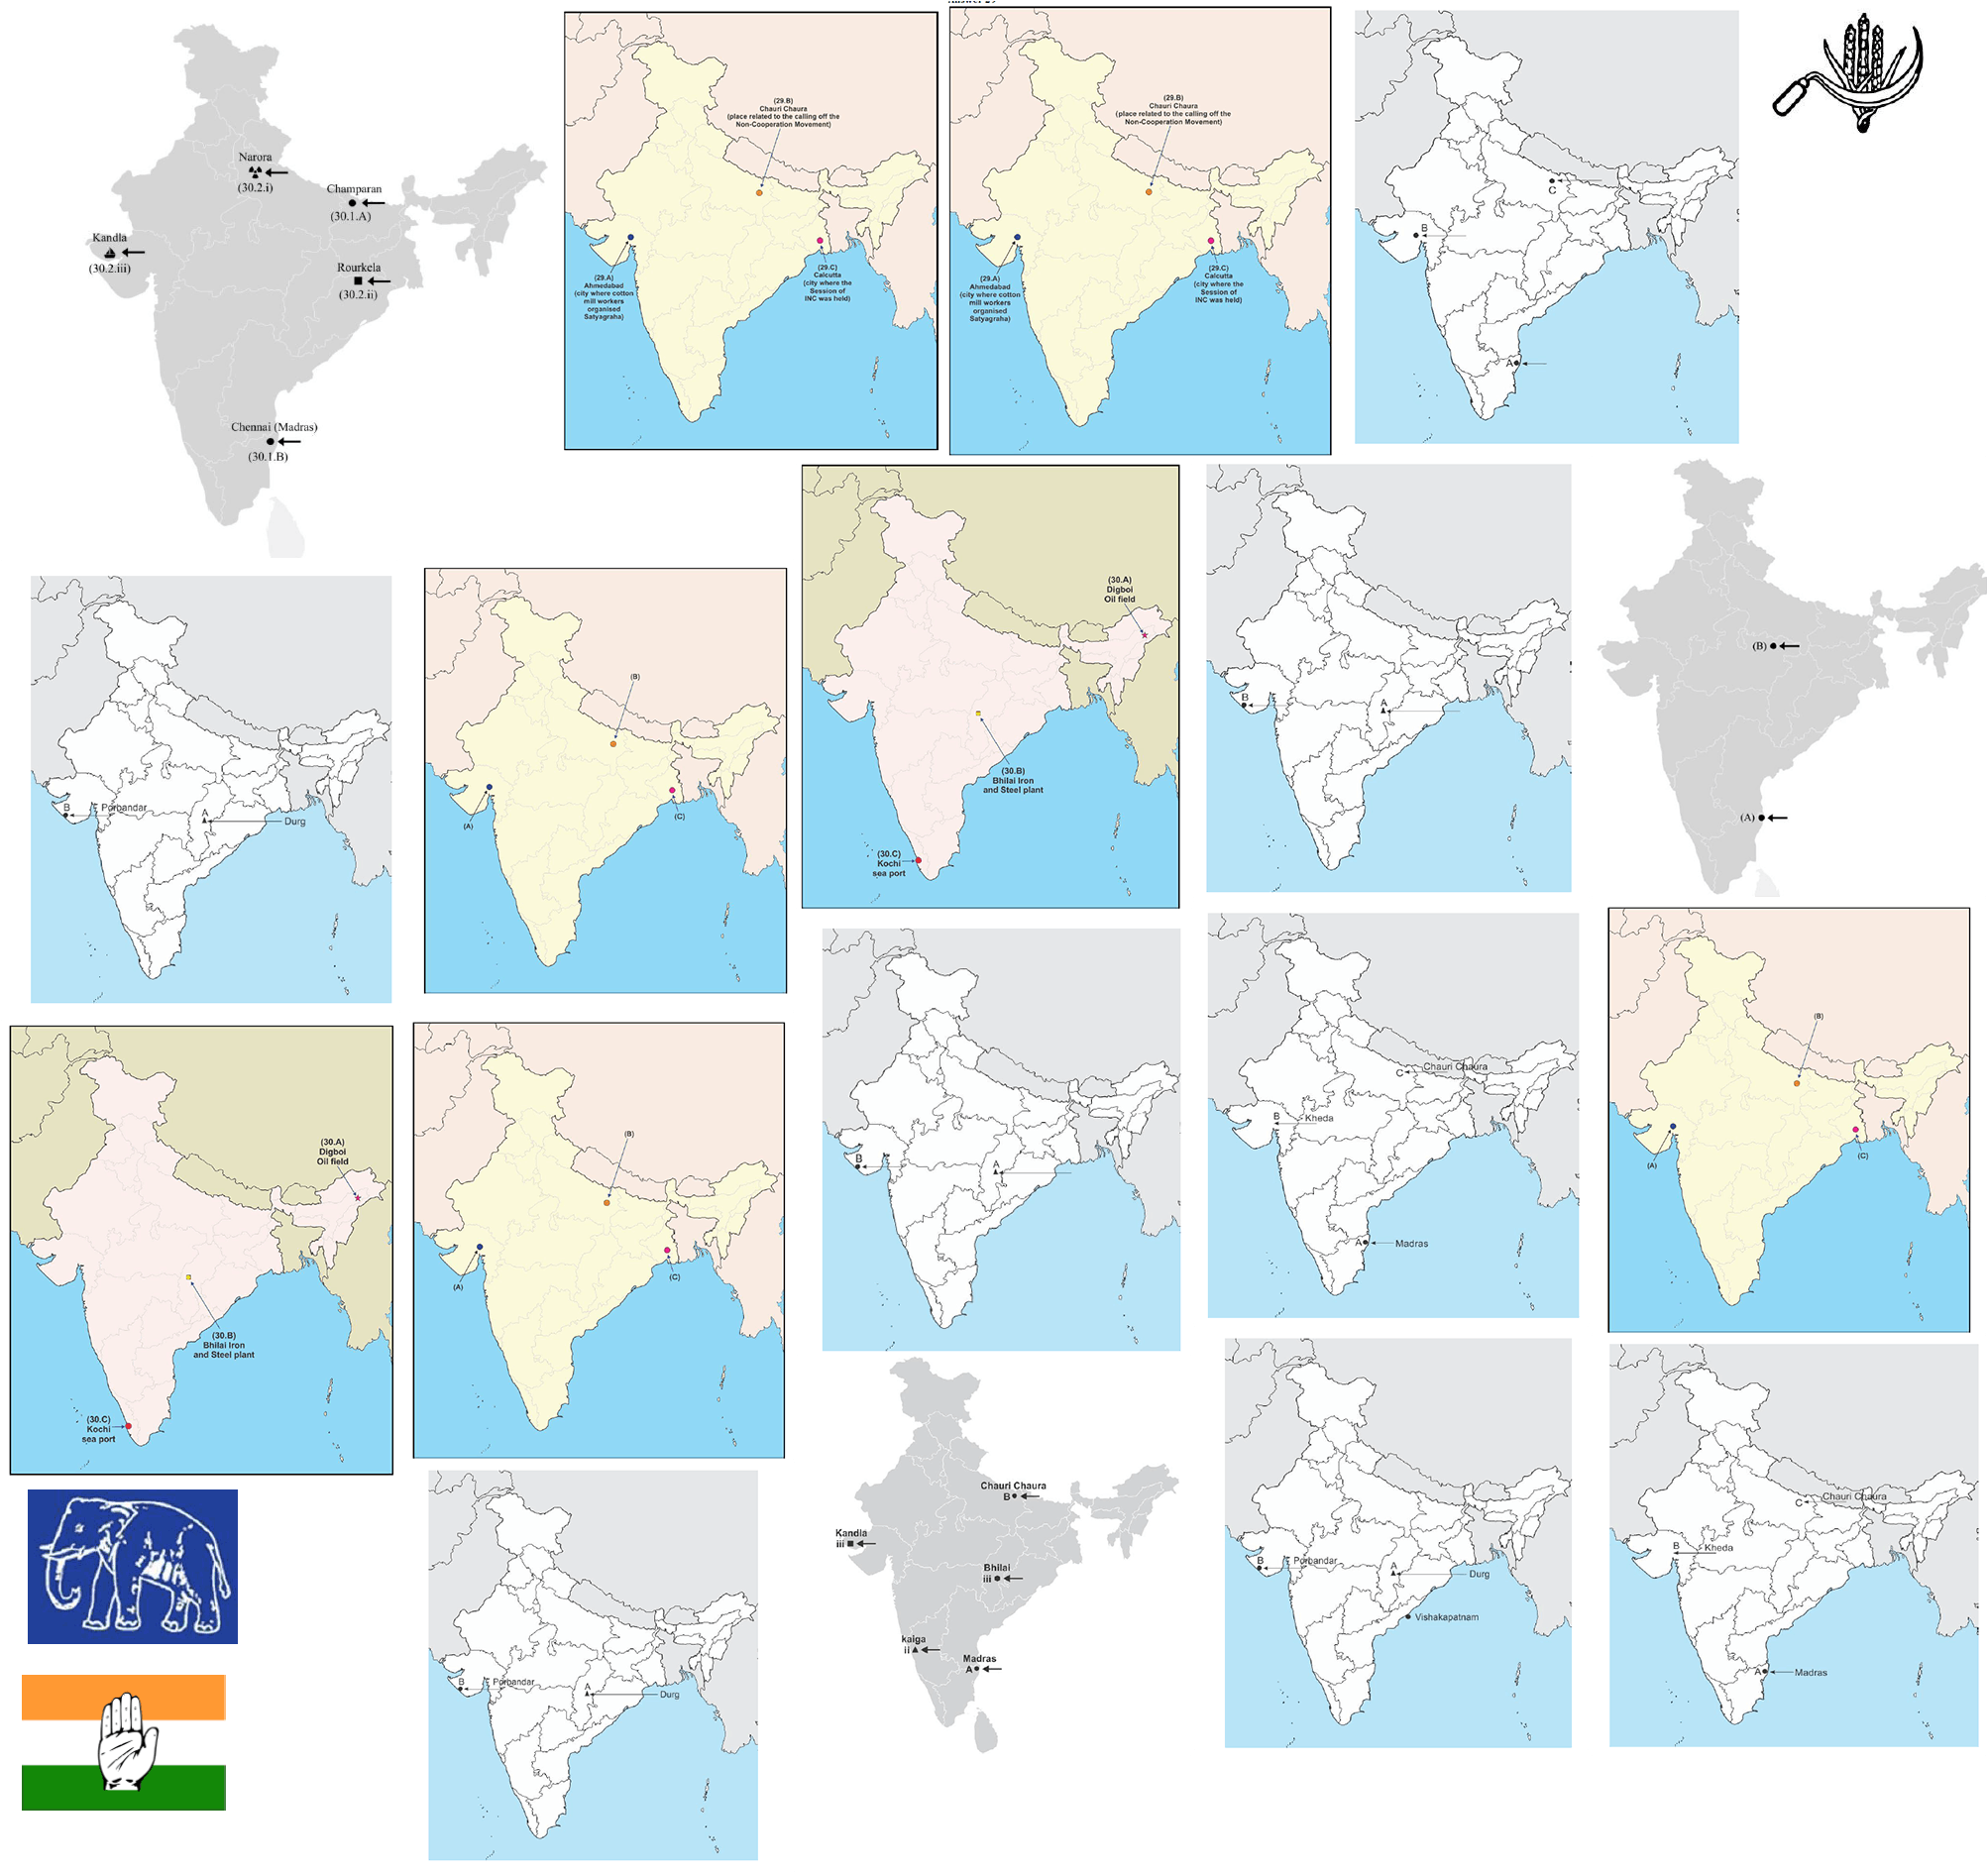 Answer 29
Narora
(30.2.i)
Champaran
(30.1.A)
Kandla
(30.2.iii)
Rourkela
(30.2.ii)
Chennai (Madras)
(30.1.B)
(29.B)
Chauri Chaura
(place related to the calling off the
Non-Cooperation Movement)
(29.A)
Ahmedabad
(city where cotton
mill workers
organised
Satyagraha)
(29.C)
Calcutta
(city where the
Session of
INC was held)
(29.B)
Chauri Chaura
(place related to the calling off the
Non-Cooperation Movement)
(29.A)
Ahmedabad
(city where cotton
mill workers
organised
Satyagraha)
(29.C)
Calcutta
(city where the
Session of
INC was held)
C
B
A
B Porbandar
A
Durg
(B)
(A)
(C)
(30.A)
Digboi
Oil field
(30.B)
Bhilai Iron
and Steel plant
(30.C)
Kochi
sea port
B
A
(B)
(A)
(30.A)
Digboi
Oil field
(30.B)
Bhilai Iron
and Steel plant
(30.C)
Kochi
sea port
(B)
(A)
(C)
B
A
C Chauri Chaura
B Kheda
A Madras
(B)
(A)
(C)
B Porbandar
A
Durg
Chauri Chaura
B
Kandla
iii
Bhilai
iii
kaiga
ii
Madras
A
B Porbandar
A
Durg
Vishakapatnam
C Chauri Chaura
B Kheda
A Madras